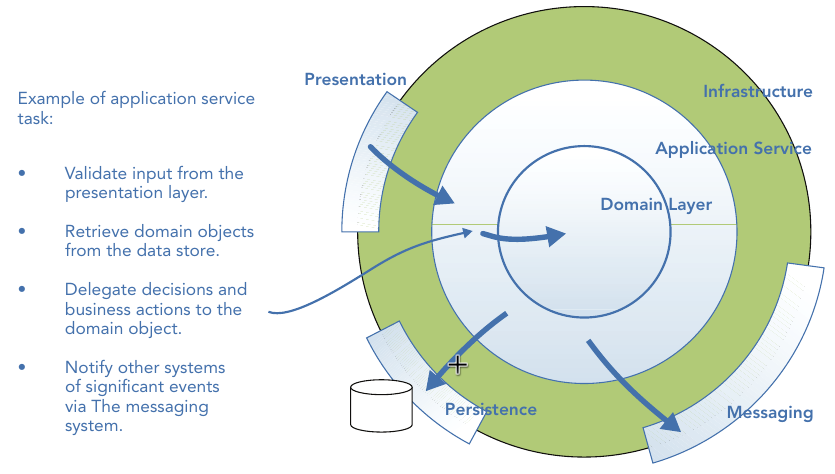 Presentation
Infrastructure
Example of application service
task:
Application Service
• Validate input from the
presentation layer.
Domain Layer
• Retrieve domain objects
from the data store.
• Delegate decisions and
business actions to the
domain object.
• Notify other systems
of significant events
via The messaging
system.
Persistence
Messaging